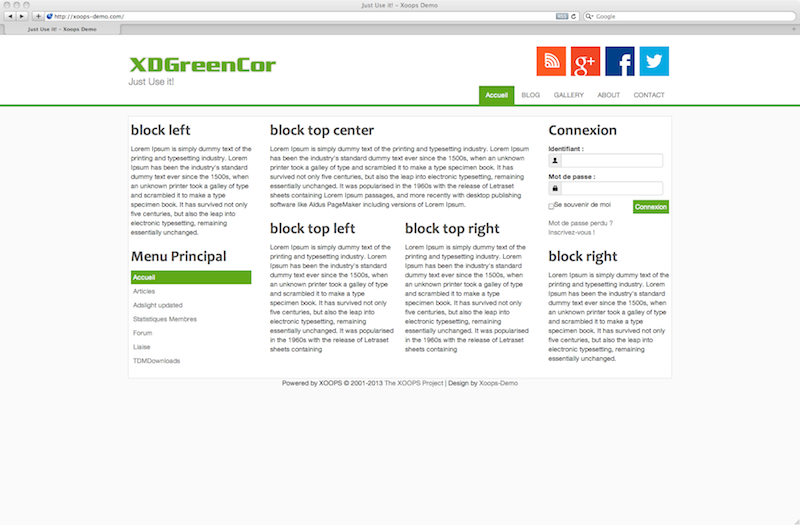 Just Use it! - Xoops Demo
http://xoops-demo.com/
RSS
Google
Just Use it! - Xoops Demo
XDGreenCor
Just Use it!
g+
f
Accueil
BLOG
GALLERY
ABOUT
CONTACT
block left
Lorem Ipsum is simply dummy text of the
printing and typesetting industry. Lorem
Ipsum has been the industry's standard
dummy text ever since the 1500s, when
an unknown printer took a galley of type
and scrambled it to make a type
specimen book. It has survived not only
five centuries, but also the leap into
electronic typesetting, remaining
essentially unchanged.
Menu Principal
Accueil
Articles
Adslight updated
Statistiques Membres
Forum
Liaise
TDMDownloads
block top center
Lorem Ipsum is simply dummy text of the printing and typesetting industry. Lorem Ipsum
has been the industry's standard dummy text ever since the 1500s, when an unknown
printer took a galley of type and scrambled it to make a type specimen book. It has
survived not only five centuries, but also the leap into electronic typesetting, remaining
essentially unchanged. It was popularised in the 1960s with the release of Letraset
sheets containing Lorem Ipsum passages, and more recently with desktop publishing
software like Aldus PageMaker including versions of Lorem Ipsum.
block top left
Lorem Ipsum is simply dummy text of the
printing and typesetting industry. Lorem
Ipsum has been the industry's standard
dummy text ever since the 1500s, when
an unknown printer took a galley of type
and scrambled it to make a type
specimen book. It has survived not only
five centuries, but also the leap into
electronic typesetting, remaining
essentially unchanged. It was popularised
in the 1960s with the release of Letraset
sheets containing
block top right
Lorem Ipsum is simply dummy text of the
printing and typesetting industry. Lorem
Ipsum has been the industry's standard
dummy text ever since the 1500s, when
an unknown printer took a galley of type
and scrambled it to make a type
specimen book. It has survived not only
five centuries, but also the leap into
electronic typesetting, remaining
essentially unchanged. It was popularised
in the 1960s with the release of Letraset
sheets containing
Connexion
Identifiant :
Mot de passe :
Se souvenir de moi
Connexion
Mot de passe perdu ?
Inscrivez-vous !
block right
Lorem Ipsum is simply dummy text of the
printing and typesetting industry. Lorem
Ipsum has been the industry's standard
dummy text ever since the 1500s, when
an unknown printer took a galley of type
and scrambled it to make a type
specimen book. It has survived not only
five centuries, but also the leap into
electronic typesetting, remaining
essentially unchanged.
Powered by XOOPS © 2001-2013 The XOOPS Project | Design by Xoops-Demo